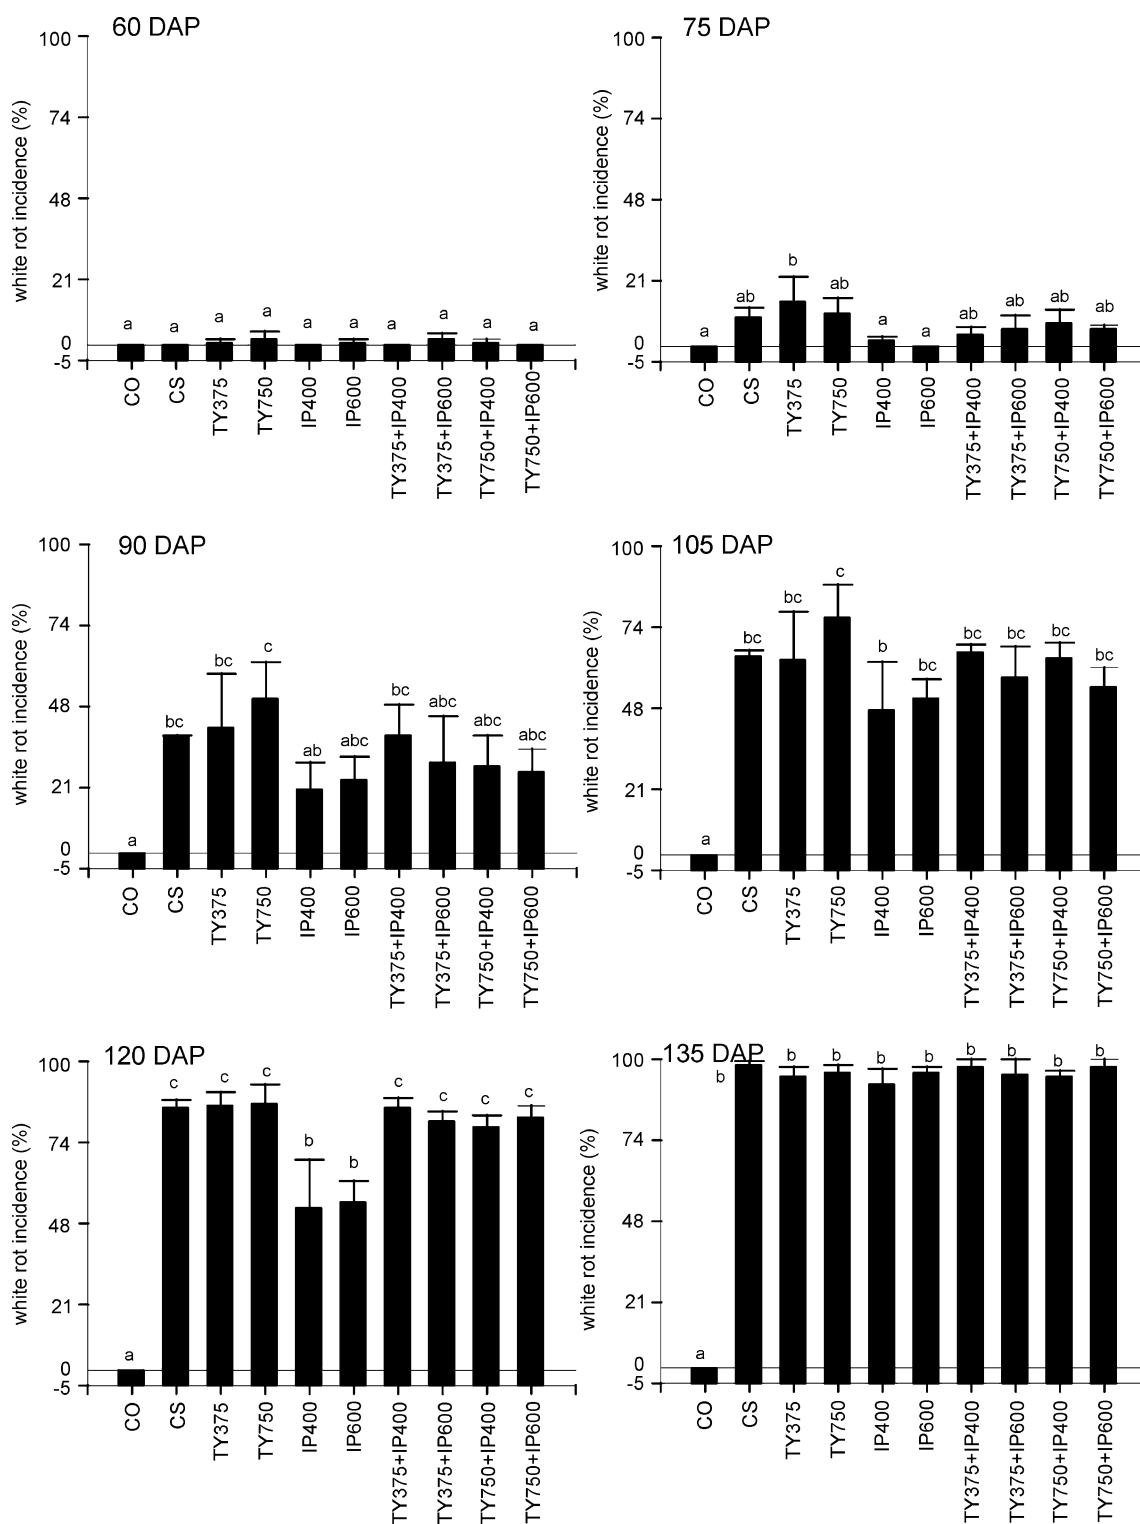 60 DAP
white rot incidence (%)
100
74
48
21
0
-5
a a a a a a a a a a
CO CS TY375 TY750 IP400 IP600 TY375+IP400 TY375+IP600 TY750+IP400 TY750+IP600
75 DAP
white rot incidence (%)
100
74
48
21
0
-5
a ab b ab a a ab ab ab ab
CO CS TY375 TY750 IP400 IP600 TY375+IP400 TY375+IP600 TY750+IP400 TY750+IP600
90 DAP
white rot incidence (%)
100
74
48
21
0
-5
a bc bc c ab abc bc abc abc abc
CO CS TY375 TY750 IP400 IP600 TY375+IP400 TY375+IP600 TY750+IP400 TY750+IP600
105 DAP
white rot incidence (%)
100
74
48
21
0
-5
a bc bc c b bc bc bc bc bc
CO CS TY375 TY750 IP400 IP600 TY375+IP400 TY375+IP600 TY750+IP400 TY750+IP600
120 DAP
white rot incidence (%)
100
74
48
21
0
-5
a c c c b b c c c c
CO CS TY375 TY750 IP400 IP600 TY375+IP400 TY375+IP600 TY750+IP400 TY750+IP600
135 DAP
white rot incidence (%)
100
74
48
21
0
-5
a b b b b b b b b b
CO CS TY375 TY750 IP400 IP600 TY375+IP400 TY375+IP600 TY750+IP400 TY750+IP600